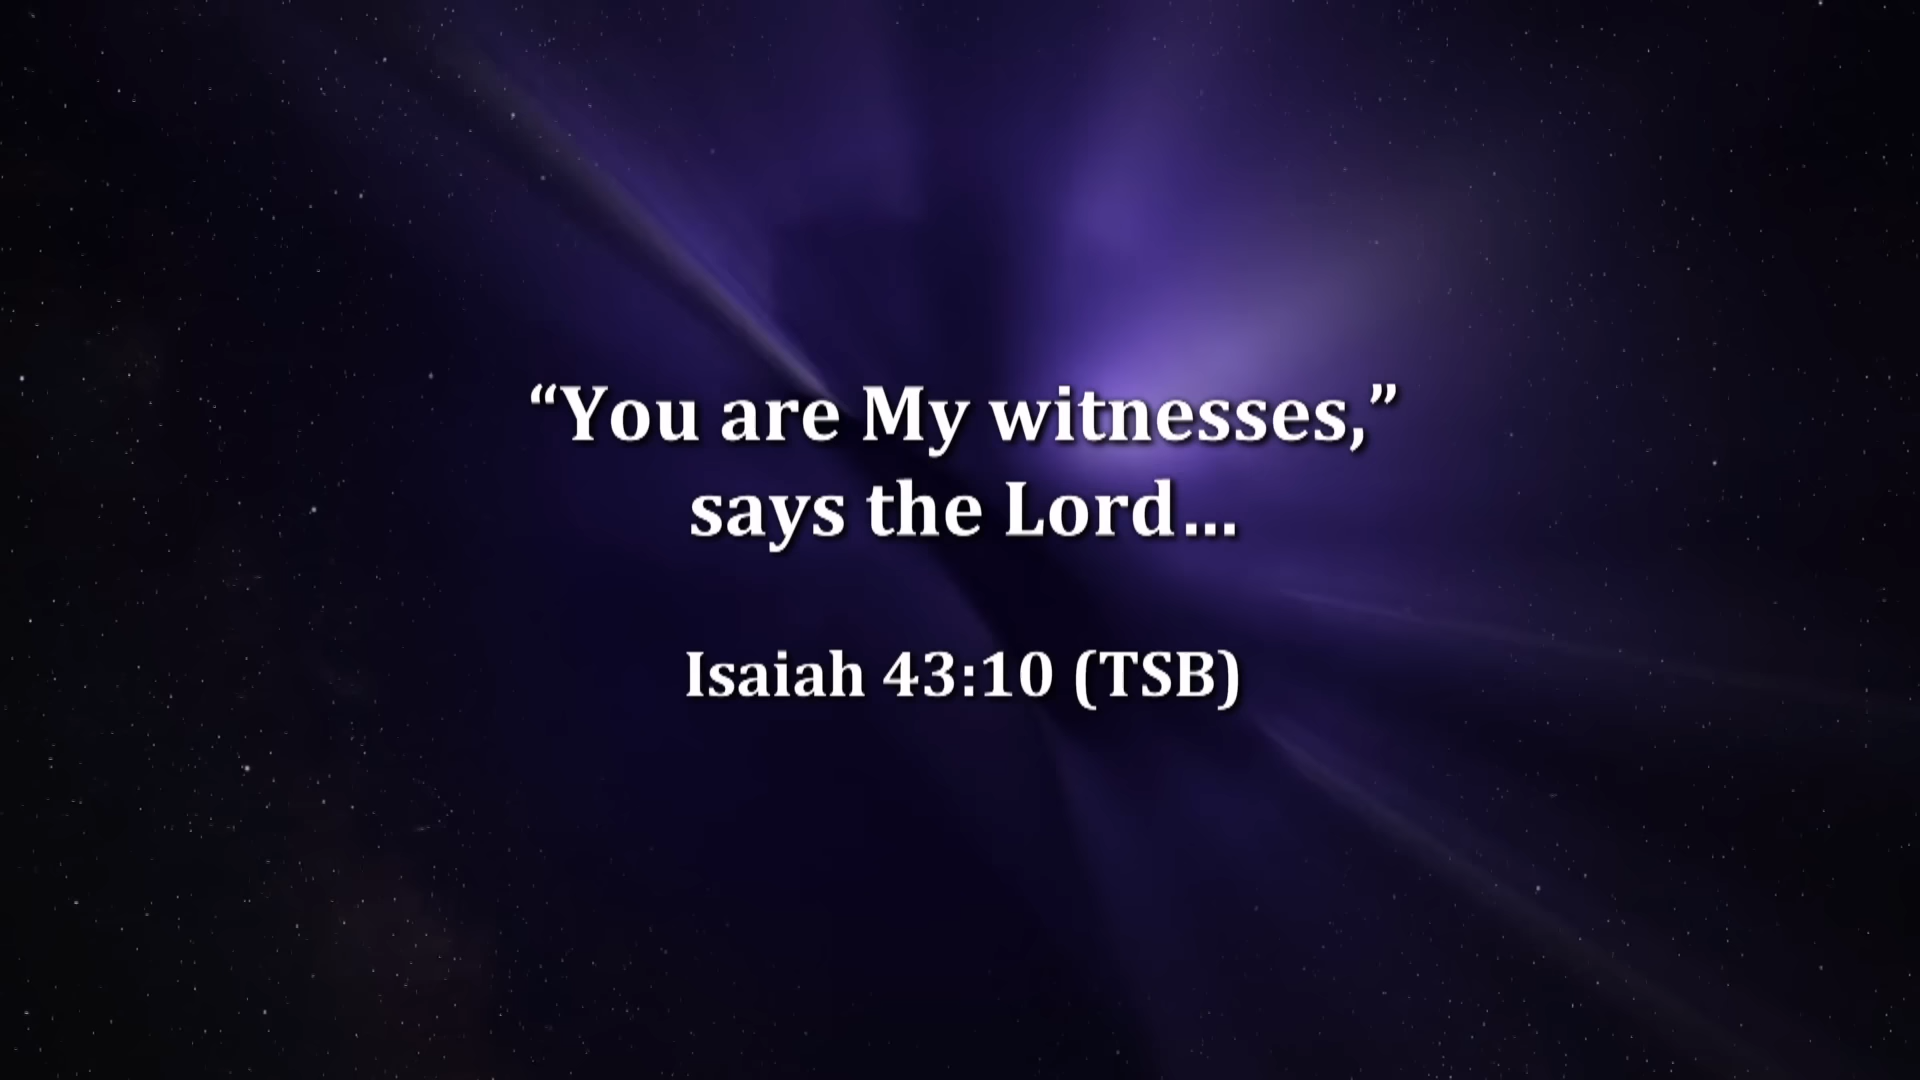 “You are My witnesses,”
says the Lord…
Isaiah 43:10 (TSB)